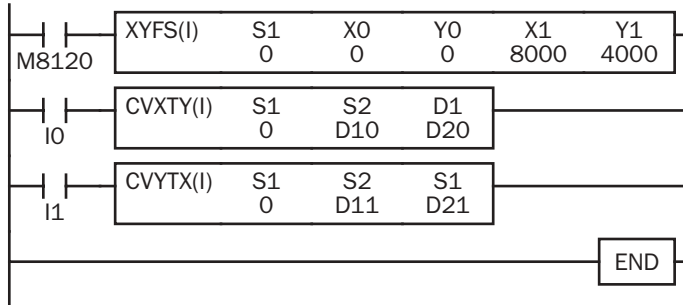 XYFS(I) S1 X0 Y0 X1 Y1
M8120 0 0 0 8000 4000
CVXTY(I) S1 S2 D1
I0 0 D10 D20
CVYTX(I) S1 S2 S1
I1 0 D11 D21
END